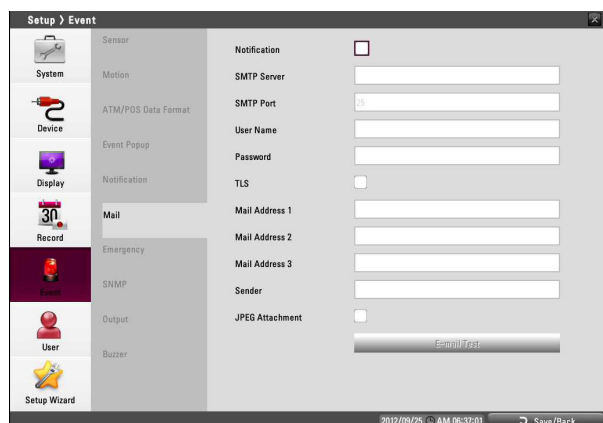 Setup > Event
System
Device
Display
30
Record
Event
User
Setup Wizard
Sensor
Motion
ATM/POS Data Format
Event Popup
Notification
Mail
Emergency
SNMP
Output
Buzzer
Notification
SMTP Server
SMTP Port
25
User Name
Password
TLS
Mail Address 1
Mail Address 2
Mail Address 3
Sender
JPEG Attachment
E-mail Test
2012/09/25 AM 06:37:01
Save/Back